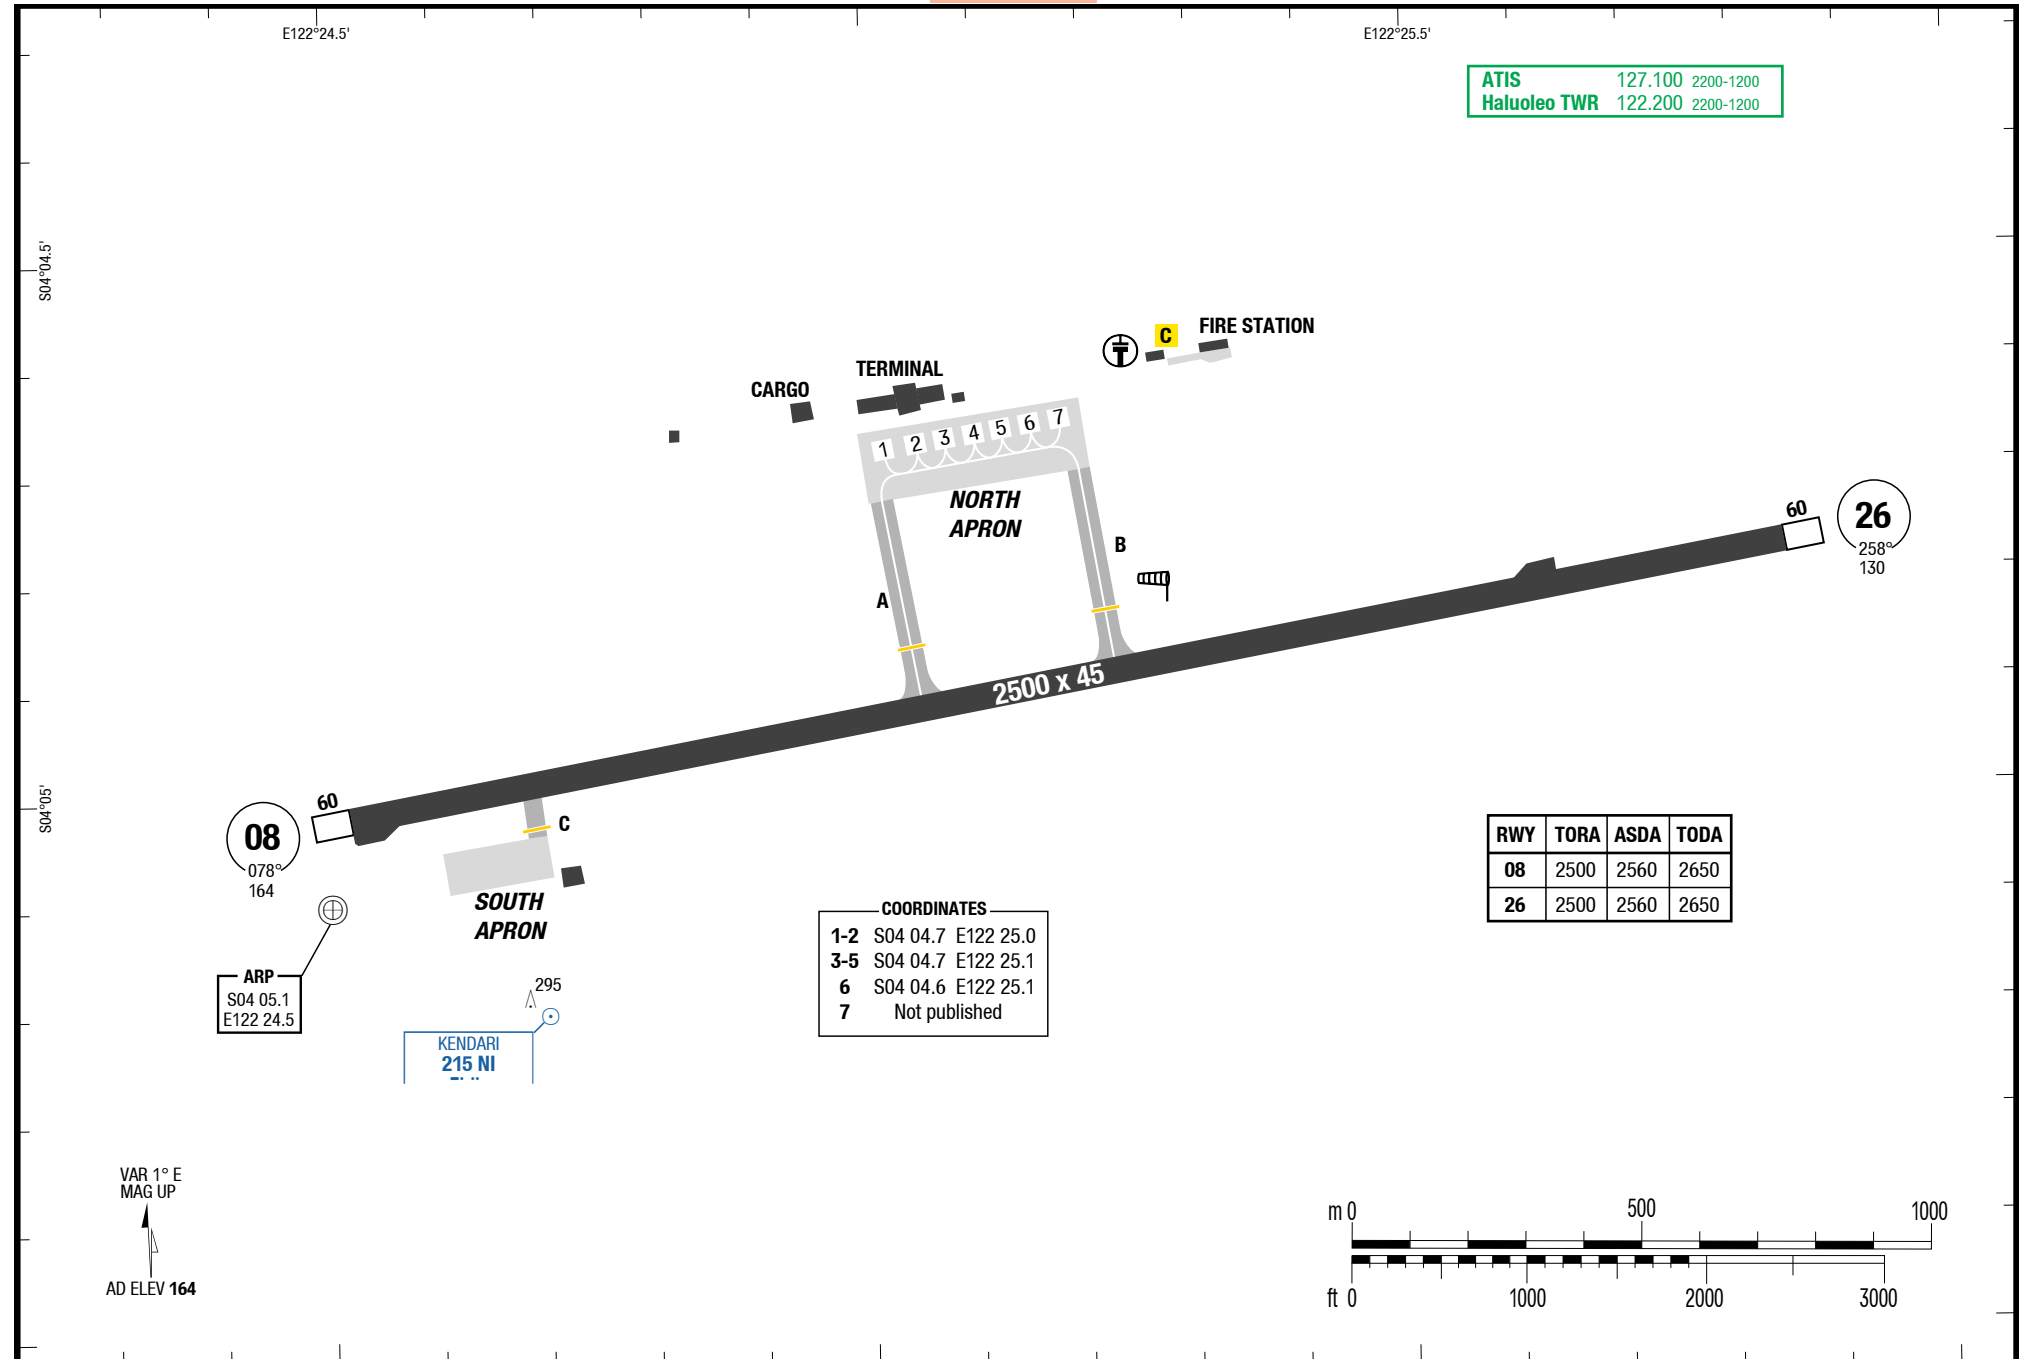 E122°24.5'
E122°25.5'
ATIS 127.100 2200-1200
Haluoleo TWR 122.200 2200-1200
S04°04.5'
C
FIRE STATION
TERMINAL
CARGO
1 2 3 4 5 6 7
NORTH
APRON
B
A
60
26
258°
130
2500 x 45
S04°05'
60
08
078°
164
C
SOUTH
APRON
RWY TORA ASDA TODA
08 2500 2560 2650
26 2500 2560 2650
COORDINATES
1-2 S04 04.7 E122 25.0
3-5 S04 04.7 E122 25.1
6 S04 04.6 E122 25.1
7 Not published
ARP
S04 05.1
E122 24.5
295
KENDARI
215 NI
VAR 1° E
MAG UP
AD ELEV 164
m 0 500 1000
ft 0 1000 2000 3000